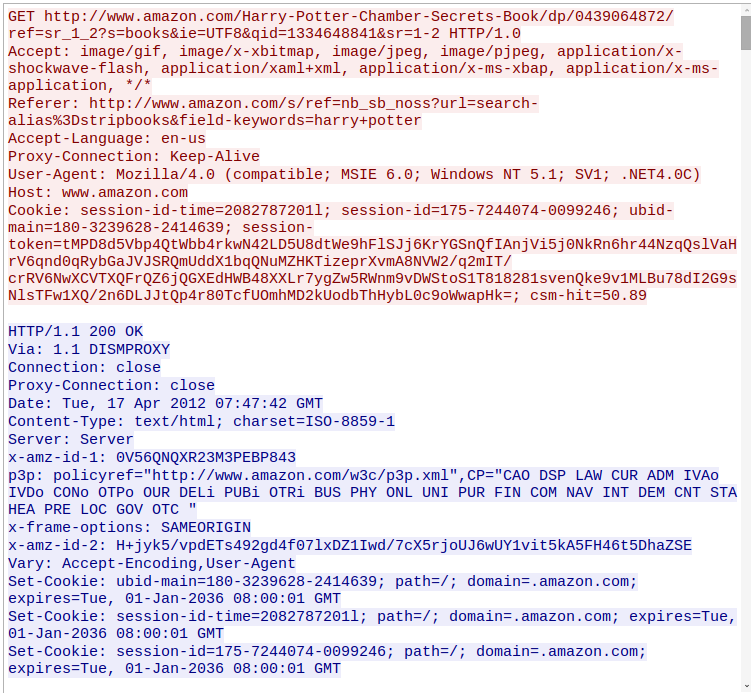 GET http://www.amazon.com/Harry-Potter-Chamber-Secrets-Book/dp/0439064872/
ref=sr_1_2?s=books&ie=UTF8&qid=1334648841&sr=1-2 HTTP/1.0
Accept: image/gif, image/x-xbitmap, image/jpeg, image/pjpeg, application/x-
shockwave-flash, application/xaml+xml, application/x-ms-xbap, application/x-ms-
application, */*
Referer: http://www.amazon.com/s/ref=nb_sb_noss?url=search-
alias%3Dstripbooks&field-keywords=harry+potter
Accept-Language: en-us
Proxy-Connection: Keep-Alive
User-Agent: Mozilla/4.0 (compatible; MSIE 6.0; Windows NT 5.1; SV1; .NET4.0C)
Host: www.amazon.com
Cookie: session-id-time=2082787201l; session-id=175-7244074-0099246; ubid-
main=180-3239628-2414639; session-
token=tMPD8d5Vbp4QtWbb4rkwN42LD5U8dtWe9hFlSJj6KrYGSnQfIAnjVi5j0NkRn6hr44NzqQslVaH
rV6qnd0qRybGaJVJSRQmUddX1bqQNuMZHKTizeprXvmA8NVW2/q2mIT/
crRV6NwXCVTXQFrQZ6jQGXEdHWB48XXLr7ygZw5RWnm9vDWStoS1T818281svenQke9v1MLBu78dI2G9s
NlsTFw1XQ/2n6DLJJtQp4r80TcfUOmhMD2kUodbThHybL0c9oWwapHk=; csm-hit=50.89
HTTP/1.1 200 OK
Via: 1.1 DISMPROXY
Connection: close
Proxy-Connection: close
Date: Tue, 17 Apr 2012 07:47:42 GMT
Content-Type: text/html; charset=ISO-8859-1
Server: Server
x-amz-id-1: 0V56QNQXR23M3PEBP843
p3p: policyref="http://www.amazon.com/w3c/p3p.xml",CP="CAO DSP LAW CUR ADM IVAo
IVDo CONo OTPo OUR DELi PUBi OTRi BUS PHY ONL UNI PUR FIN COM NAV INT DEM CNT STA
HEA PRE LOC GOV OTC "
x-frame-options: SAMEORIGIN
x-amz-id-2: H+jyk5/vpdETs492gd4f07lxDZ1Iwd/7cX5rjoUJ6wUY1vit5kA5FH46t5DhaZSE
Vary: Accept-Encoding,User-Agent
Set-Cookie: ubid-main=180-3239628-2414639; path=/; domain=.amazon.com;
expires=Tue, 01-Jan-2036 08:00:01 GMT
Set-Cookie: session-id-time=2082787201l; path=/; domain=.amazon.com; expires=Tue,
01-Jan-2036 08:00:01 GMT
Set-Cookie: session-id=175-7244074-0099246; path=/; domain=.amazon.com;
expires=Tue, 01-Jan-2036 08:00:01 GMT